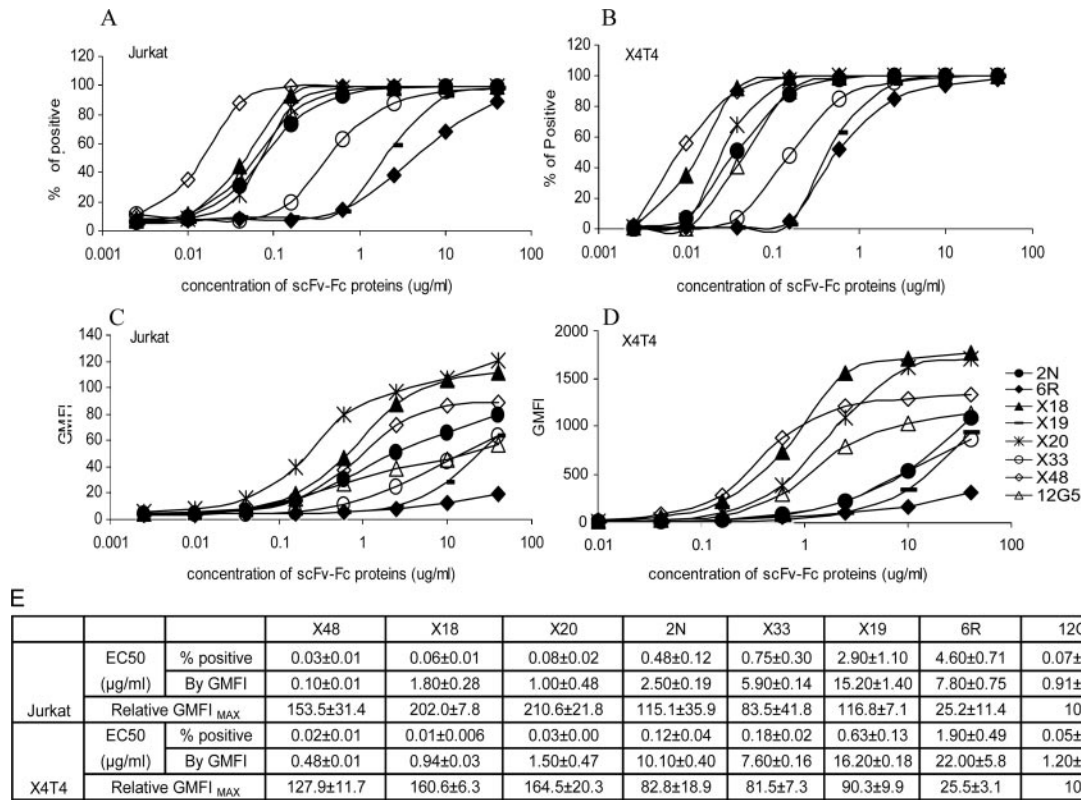 A
Jurkat
% of positive
120
100
80
60
40
20
0
0.001 0.01 0.1 1 10 100
concentration of scFv-Fc proteins (ug/ml)
B
X4T4
% of Positive
120
100
80
60
40
20
0
0.001 0.01 0.1 1 10 100
concentration of scFv-Fc proteins (ug/ml)
C
Jurkat
GMFI
140
120
100
80
60
40
20
0
0.001 0.01 0.1 1 10 100
concentration of scFv-Fc proteins (ug/ml)
D
X4T4
GMFI
2000
1500
1000
500
0
0.01 0.1 1 10 100
concentration of scFv-Fc proteins (ug/ml)
2N
6R
X18
X19
X20
X33
X48
12G5
E
X48 X18 X20 2N X33 X19 6R 12G
Jurkat EC50 (µg/ml) % positive 0.03±0.01 0.06±0.01 0.08±0.02 0.48±0.12 0.75±0.30 2.90±1.10 4.60±0.71 0.07±
By GMFI 0.10±0.01 1.80±0.28 1.00±0.48 2.50±0.19 5.90±0.14 15.20±1.40 7.80±0.75 0.91±
Relative GMFI MAX 153.5±31.4 202.0±7.8 210.6±21.8 115.1±35.9 83.5±41.8 116.8±7.1 25.2±11.4 10
X4T4 EC50 (µg/ml) % positive 0.02±0.01 0.01±0.006 0.03±0.00 0.12±0.04 0.18±0.02 0.63±0.13 1.90±0.49 0.05±
By GMFI 0.48±0.01 0.94±0.03 1.50±0.47 10.10±0.40 7.60±0.16 16.20±0.18 22.00±5.8 1.20±
Relative GMFI MAX 127.9±11.7 160.6±6.3 164.5±20.3 82.8±18.9 81.5±7.3 90.3±9.9 25.5±3.1 10